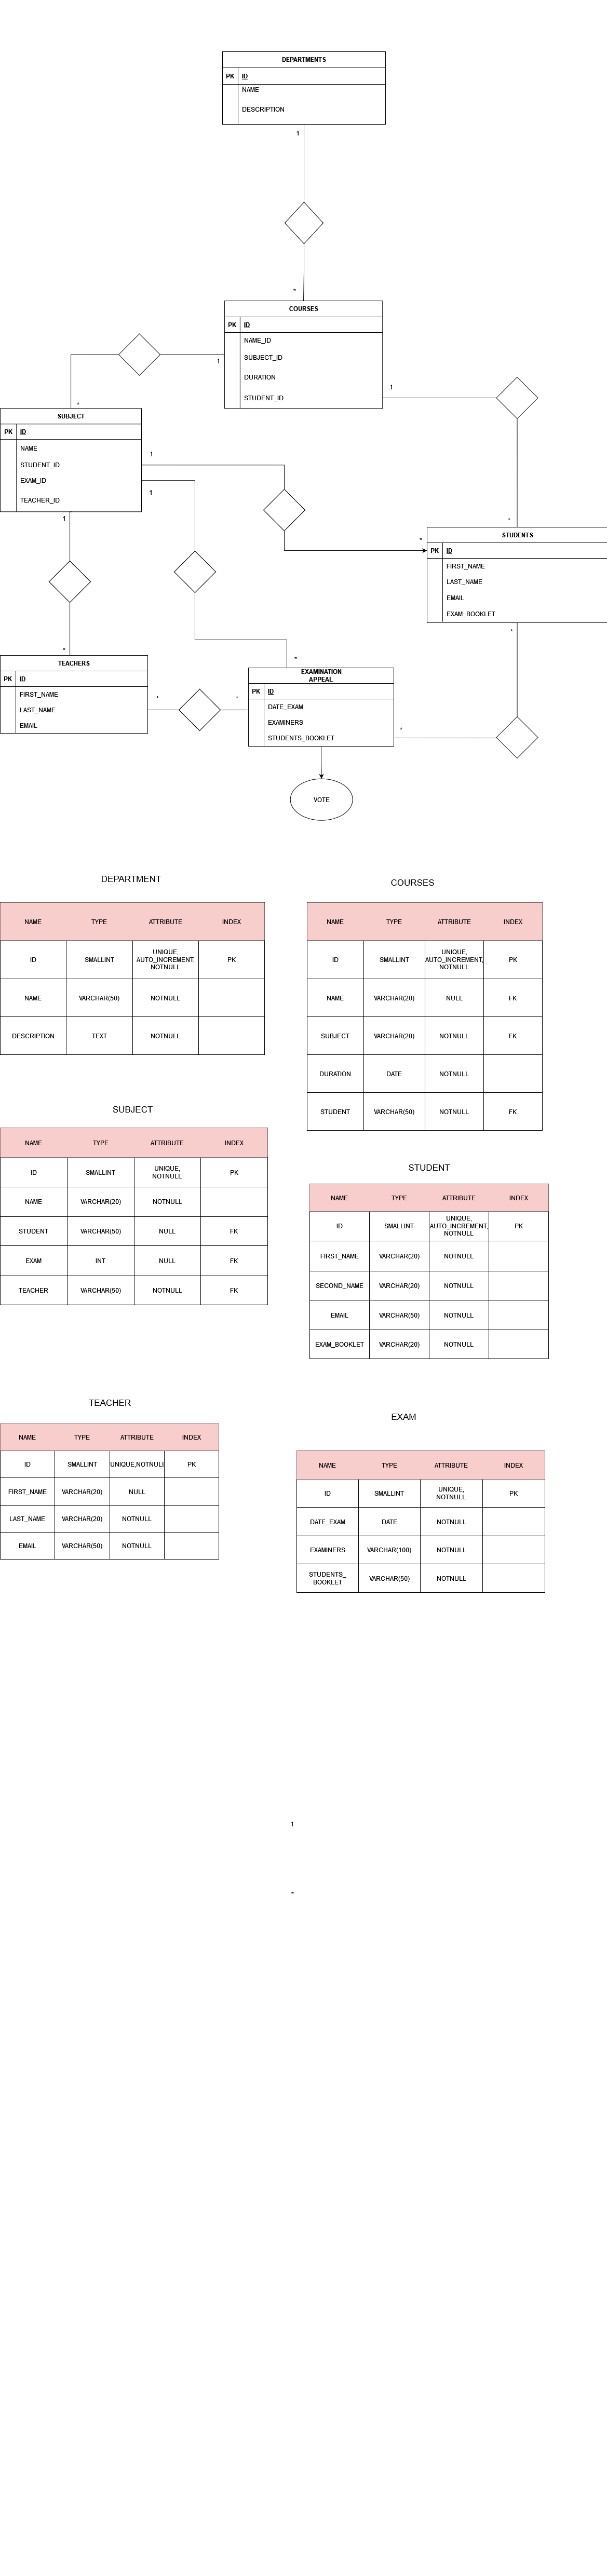 DEPARTMENTS
PK ID
NAME
DESCRIPTION
1
*
COURSES
PK ID
NAME_ID
SUBJECT_ID
DURATION
STUDENT_ID
1
1
*
SUBJECT
PK ID
NAME
STUDENT_ID
EXAM_ID
TEACHER_ID
1
1
1
*
*
STUDENTS
PK ID
FIRST_NAME
LAST_NAME
EMAIL
EXAM_BOOKLET
*
*
TEACHERS
PK ID
FIRST_NAME
LAST_NAME
EMAIL
*
*
*
EXAMINATION
APPEAL
PK ID
DATE_EXAM
EXAMINERS
STUDENTS_BOOKLET
*
VOTE
DEPARTMENT
NAME TYPE ATTRIBUTE INDEX
ID SMALLINT UNIQUE, AUTO_INCREMENT, NOTNULL PK
NAME VARCHAR(50) NOTNULL
DESCRIPTION TEXT NOTNULL
COURSES
NAME TYPE ATTRIBUTE INDEX
ID SMALLINT UNIQUE, AUTO_INCREMENT, NOTNULL PK
NAME VARCHAR(20) NULL FK
SUBJECT VARCHAR(20) NOTNULL FK
DURATION DATE NOTNULL
STUDENT VARCHAR(50) NOTNULL FK
SUBJECT
NAME TYPE ATTRIBUTE INDEX
ID SMALLINT UNIQUE, NOTNULL PK
NAME VARCHAR(20) NOTNULL
STUDENT VARCHAR(50) NULL FK
EXAM INT NULL FK
TEACHER VARCHAR(50) NOTNULL FK
STUDENT
NAME TYPE ATTRIBUTE INDEX
ID SMALLINT UNIQUE, AUTO_INCREMENT, NOTNULL PK
FIRST_NAME VARCHAR(20) NOTNULL
SECOND_NAME VARCHAR(20) NOTNULL
EMAIL VARCHAR(50) NOTNULL
EXAM_BOOKLET VARCHAR(20) NOTNULL
TEACHER
NAME TYPE ATTRIBUTE INDEX
ID SMALLINT UNIQUE,NOTNULL PK
FIRST_NAME VARCHAR(20) NULL
LAST_NAME VARCHAR(20) NOTNULL
EMAIL VARCHAR(50) NOTNULL
EXAM
NAME TYPE ATTRIBUTE INDEX
ID SMALLINT UNIQUE, NOTNULL PK
DATE_EXAM DATE NOTNULL
EXAMINERS VARCHAR(100) NOTNULL
STUDENTS_ BOOKLET VARCHAR(50) NOTNULL
1
*